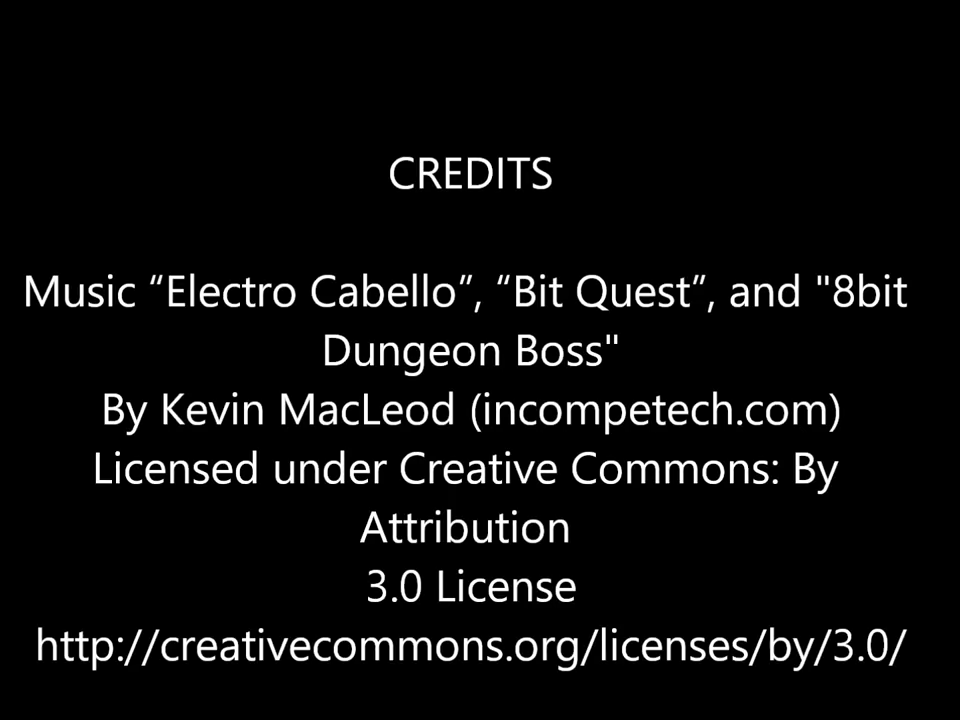 CREDITS
Music “Electro Cabello”, “Bit Quest”, and "8bit
Dungeon Boss"
By Kevin MacLeod (incompetech.com)
Licensed under Creative Commons: By
Attribution
3.0 License
http://creativecommons.org/licenses/by/3.0/